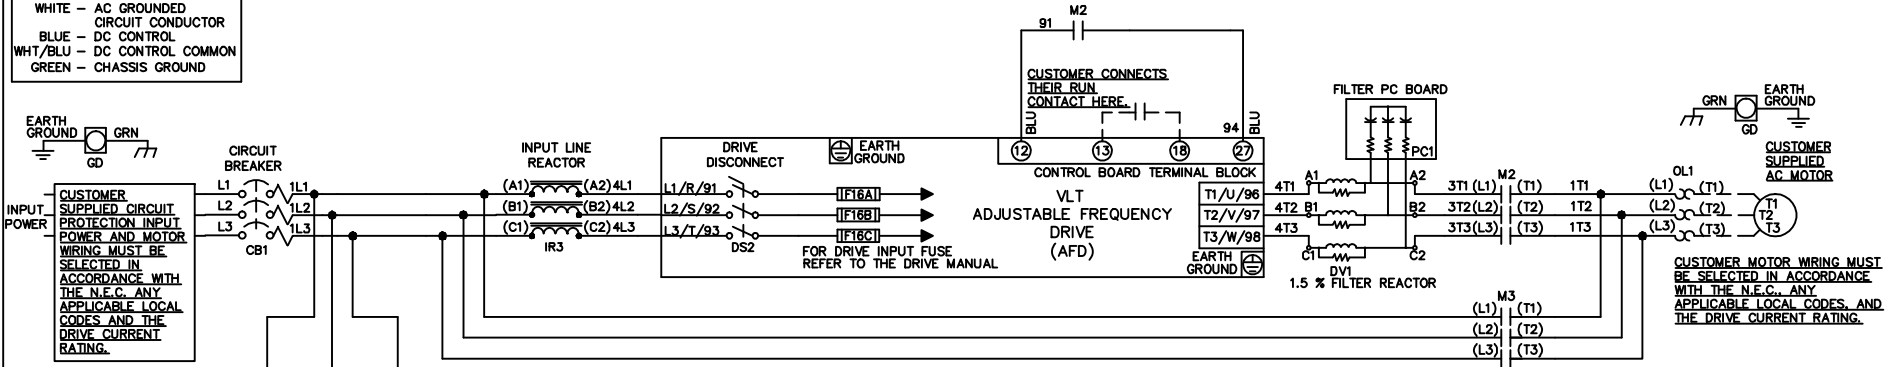 WHITE – AC GROUNDED
CIRCUIT CONDUCTOR
BLUE – DC CONTROL
WHT/BLU – DC CONTROL COMMON
GREEN – CHASSIS GROUND
EARTH
GROUND
GRN
GD
INPUT
POWER
CUSTOMER
SUPPLIED CIRCUIT
PROTECTION INPUT
POWER AND MOTOR
WIRING MUST BE
SELECTED IN
ACCORDANCE WITH
THE N.E.C. ANY
APPLICABLE LOCAL
CODES AND THE
DRIVE CURRENT
RATING.
CIRCUIT
BREAKER
L1 1L1
L2 1L2
L3 1L3
CB1
INPUT LINE
REACTOR
(A1) (A2) 4L1
(B1) (B2) 4L2
(C1) (C2) 4L3
IR3
L1/R/91
L2/S/92
L3/T/93
DRIVE
DISCONNECT
DS2
EARTH
GROUND
F16A
F16B
F16C
FOR DRIVE INPUT FUSE
REFER TO THE DRIVE MANUAL
91
M2
CUSTOMER CONNECTS
THEIR RUN
CONTACT HERE.
BLU
94
BLU
12
13
18
27
CONTROL BOARD TERMINAL BLOCK
VLT
ADJUSTABLE FREQUENCY
DRIVE
(AFD)
T1/U/96
T2/V/97
T3/W/98
EARTH
GROUND
4T1
4T2
4T3
FILTER PC BOARD
PC1
A1 A2
B1 B2
C1 C2
DV1
1.5 % FILTER REACTOR
M2
3T1 (L1) (T1) 1T1
3T2 (L2) (T2) 1T2
3T3 (L3) (T3) 1T3
M3
(L1) (T1)
(L2) (T2)
(L3) (T3)
GRN
EARTH
GROUND
GD
CUSTOMER
SUPPLIED
AC MOTOR
OL1
(L1) (T1)
(L2) (T2)
(L3) (T3)
T1
T2
T3
CUSTOMER MOTOR WIRING MUST
BE SELECTED IN ACCORDANCE
WITH THE N.E.C., ANY
APPLICABLE LOCAL CODES, AND
THE DRIVE CURRENT RATING.